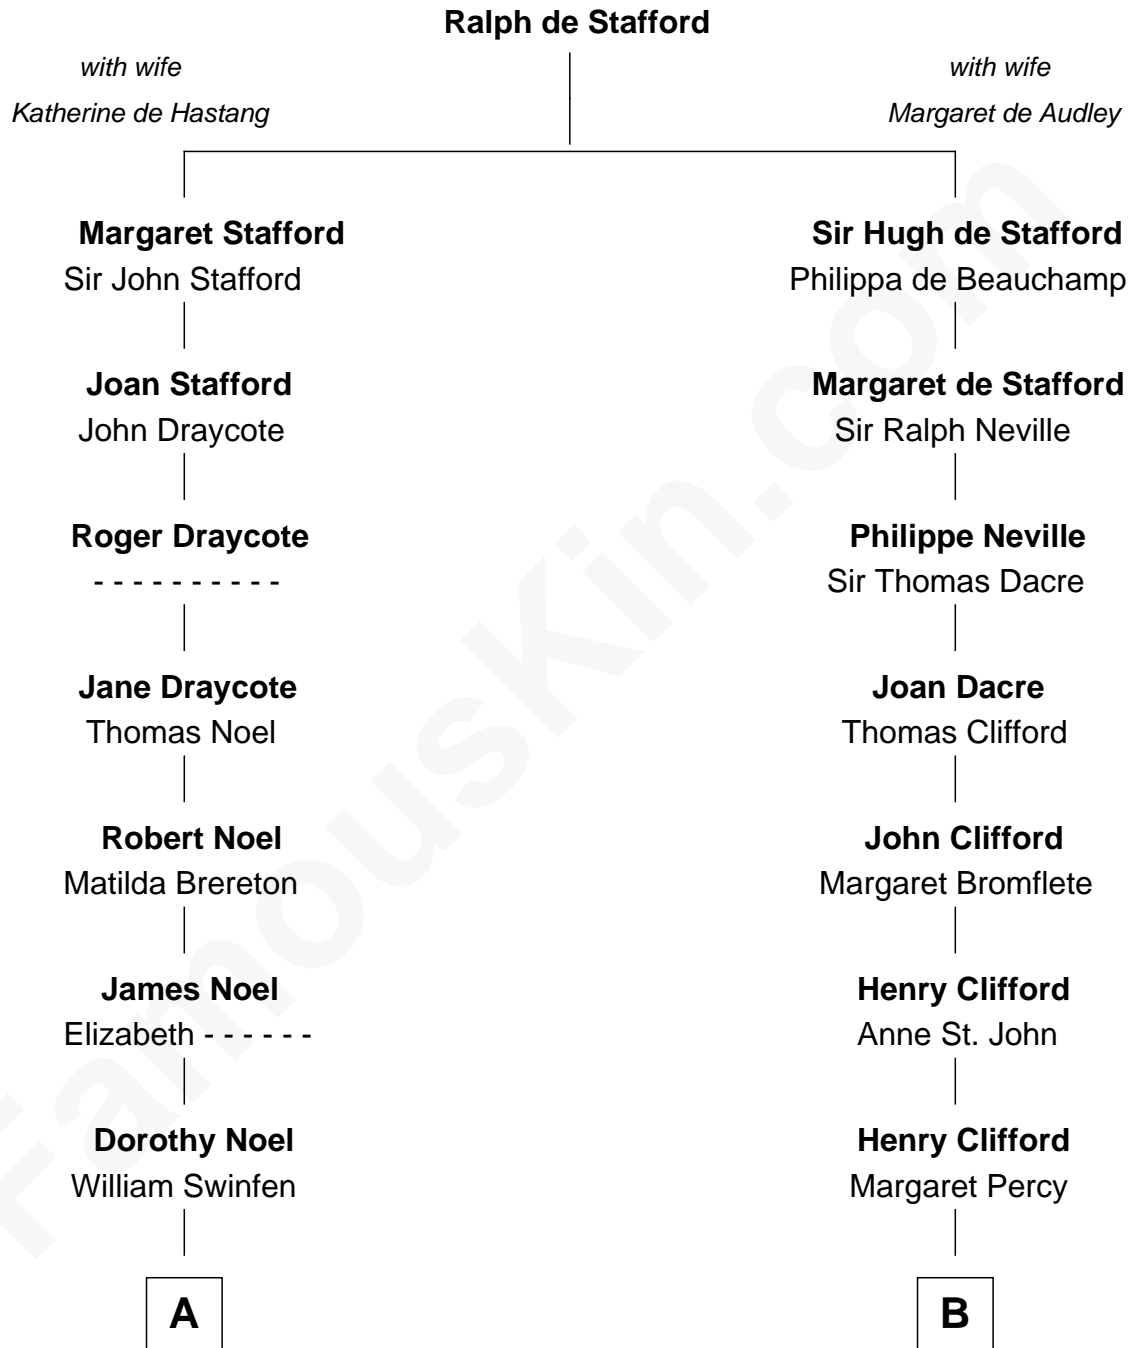 Ralph de Stafford
with wife
Katherine de Hastang
with wife
Margaret de Audley
Margaret Stafford
Sir John Stafford
Sir Hugh de Stafford
Philippa de Beauchamp
Joan Stafford
John Draycote
Margaret de Stafford
Sir Ralph Neville
Roger Draycote
- - - - - - - - - -
Philippe Neville
Sir Thomas Dacre
Jane Draycote
Thomas Noel
Joan Dacre
Thomas Clifford
Robert Noel
Matilda Brereton
John Clifford
Margaret Bromflete
James Noel
Elizabeth - - - - - -
Henry Clifford
Anne St. John
Dorothy Noel
William Swinfen
Henry Clifford
Margaret Percy
A
B
FamousKin.com